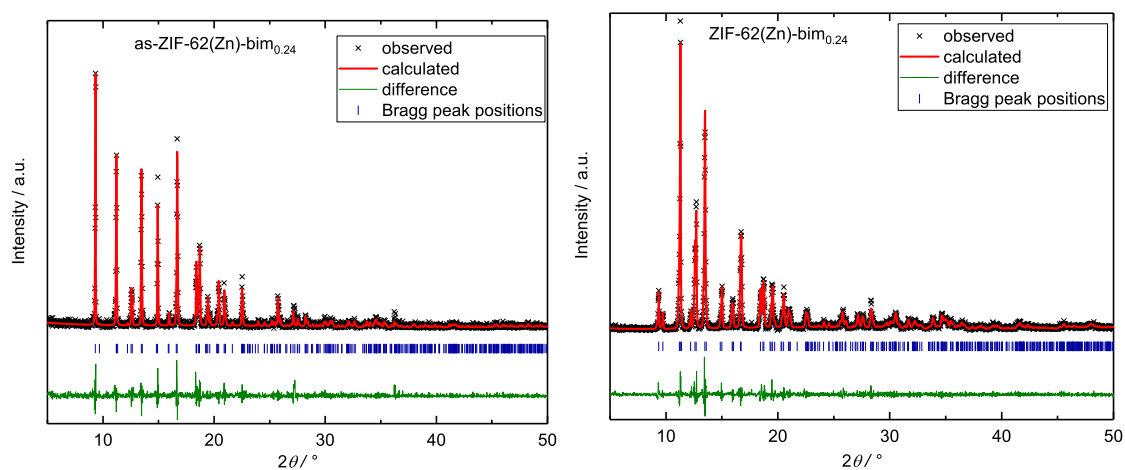 as-ZIF-62(Zn)-bim0.24
× observed
calculated
difference
Bragg peak positions
Intensity / a.u.
10 20 30 40 50
2θ / °
ZIF-62(Zn)-bim0.24
× observed
calculated
difference
Bragg peak positions
Intensity / a.u.
10 20 30 40 50
2θ / °